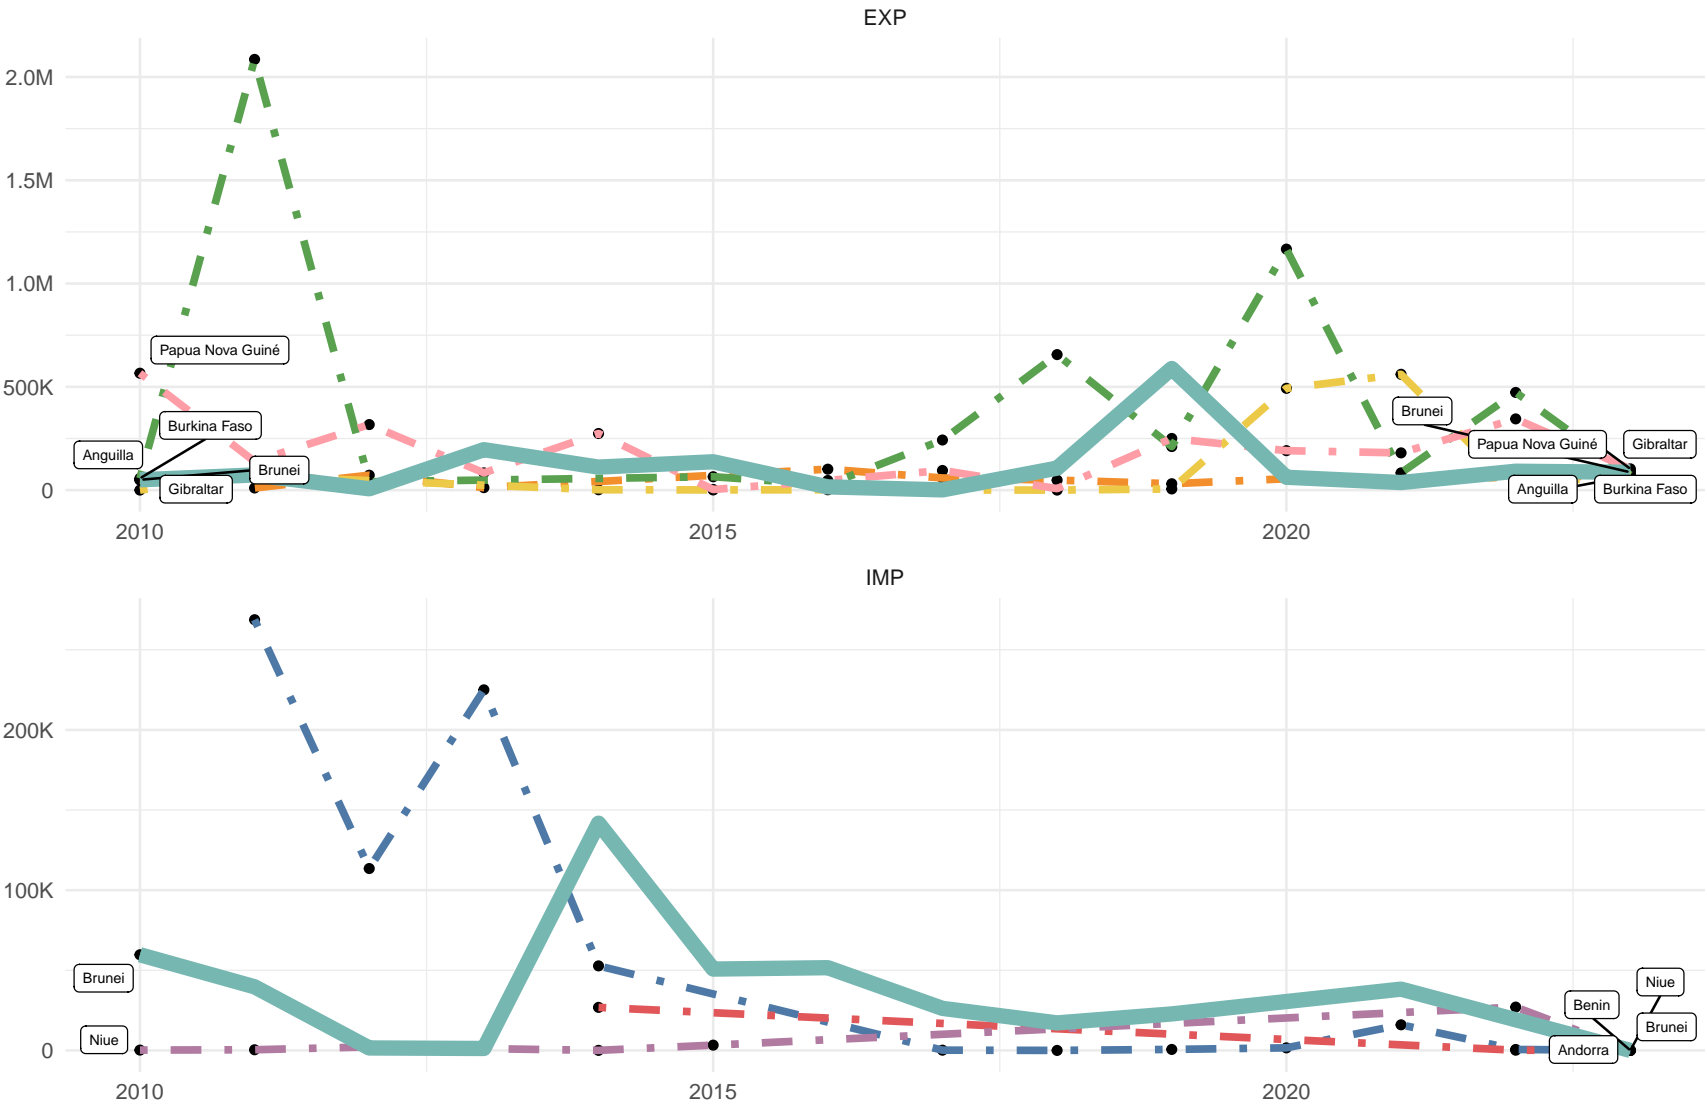 EXP
2.0M
1.5M
1.0M
Papua Nova Guiné
500K
Brunei
Burkina Faso
Papua Nova Guiné
Gibraltar
Anguilla
Brunei
Gibraltar
Anguilla
Burkina Faso
0
2010
2015
2020
IMP
200K
100K
Brunei
Niue
Benin
Niue
Brunei
Andorra
0
2010
2015
2020